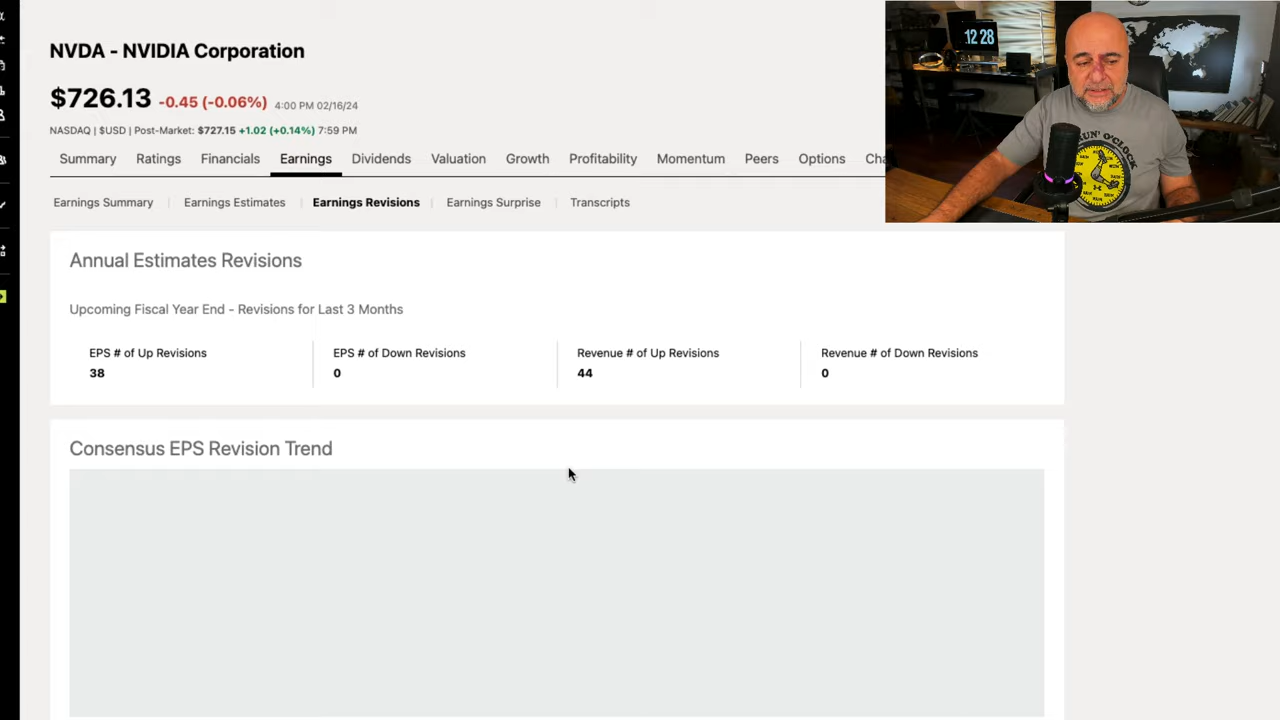 NVDA - NVIDIA Corporation
$726.13 -0.45 (-0.06%) 4:00 PM 02/16/24
NASDAQ | $USD | Post-Market: $727.15 +1.02 (+0.14%) 7:59 PM
Summary Ratings Financials Earnings Dividends Valuation Growth Profitability Momentum Peers Options Cha
Earnings Summary | Earnings Estimates | Earnings Revisions | Earnings Surprise | Transcripts
Annual Estimates Revisions
Upcoming Fiscal Year End - Revisions for Last 3 Months
EPS # of Up Revisions EPS # of Down Revisions Revenue # of Up Revisions Revenue # of Down Revisions
38 0 44 0
Consensus EPS Revision Trend
12 28
RUN' O'CLOCK